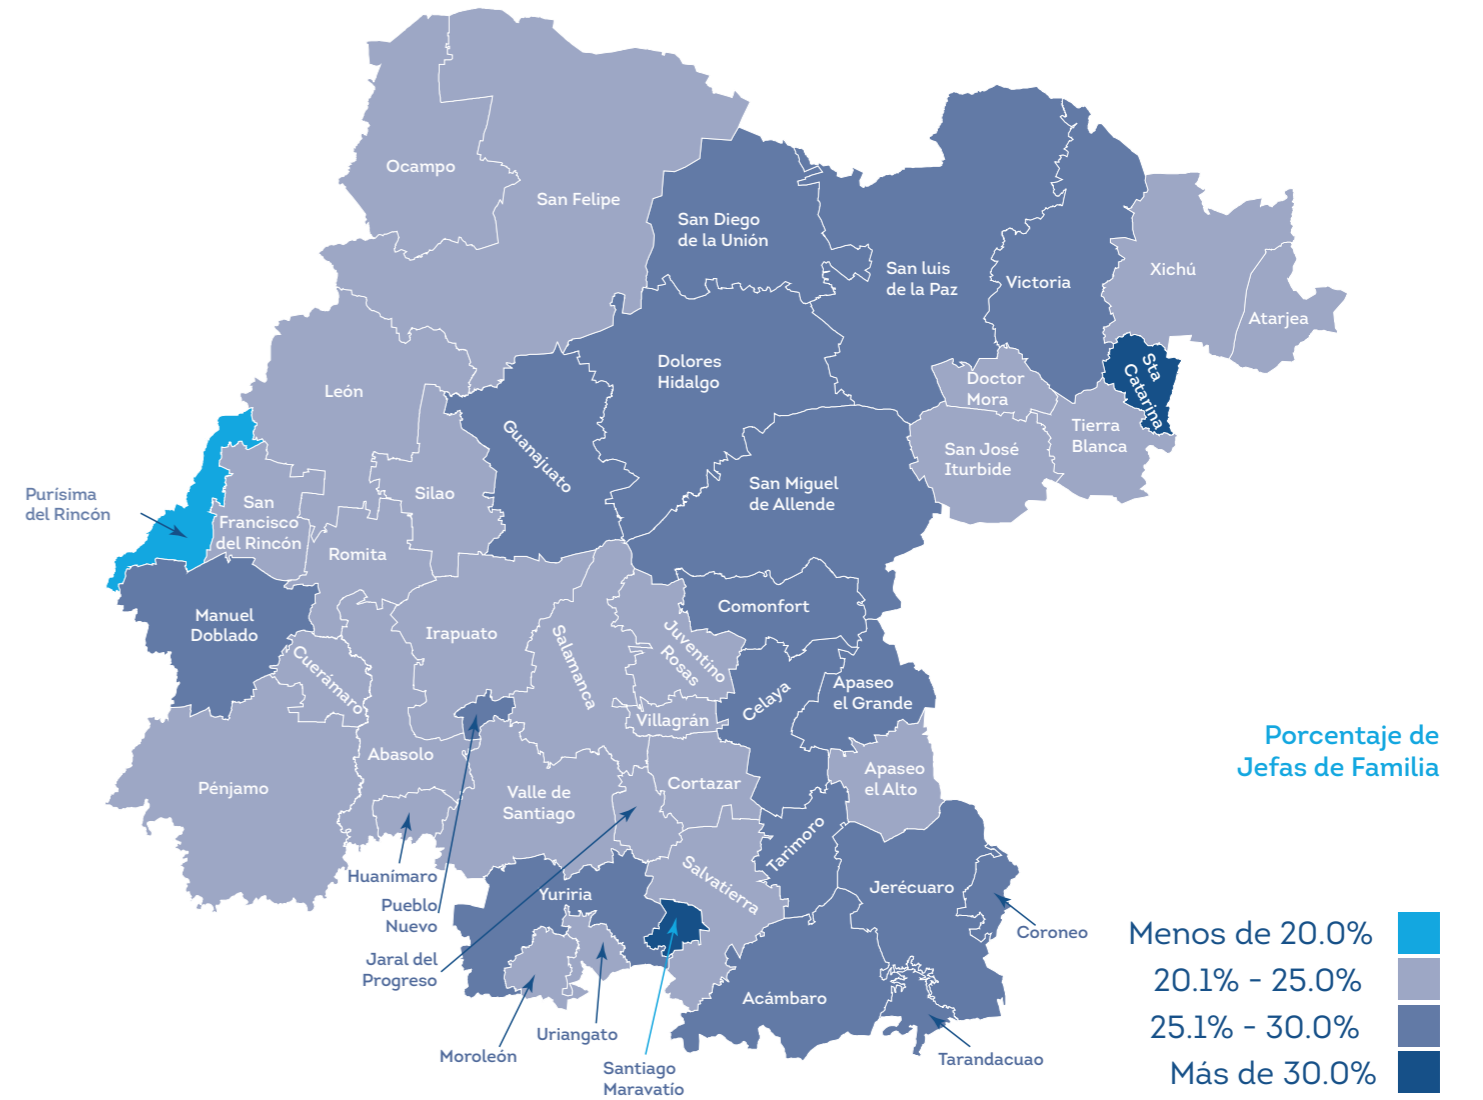 Ocampo
San Felipe
San Diego
de la Unión
San luis
de la Paz
Victoria
Xichú
Atarjea
Sta
Catarina
Dolores
Hidalgo
Doctor
Mora
León
Guanajuato
Tierra
Blanca
San José
Iturbide
San Miguel
de Allende
Silao
Purísima
del Rincón
San
Francisco
del Rincón
Romita
Manuel
Doblado
Comonfort
Irapuato
Salamanca
Juventino
Rosas
Cuerámaro
Celaya
Apaseo
el Grande
Villagrán
Abasolo
Pénjamo
Cortazar
Apaseo
el Alto
Valle de
Santiago
Tarimoro
Huanímaro
Salvatierra
Jerécuaro
Yuriria
Pueblo
Nuevo
Coroneo
Jaral del
Progreso
Acámbaro
Uriangato
Moroleón
Tarandacuao
Santiago
Maravatío
Porcentaje de
Jefas de Familia
Menos de 20.0%
20.1% - 25.0%
25.1% - 30.0%
Más de 30.0%